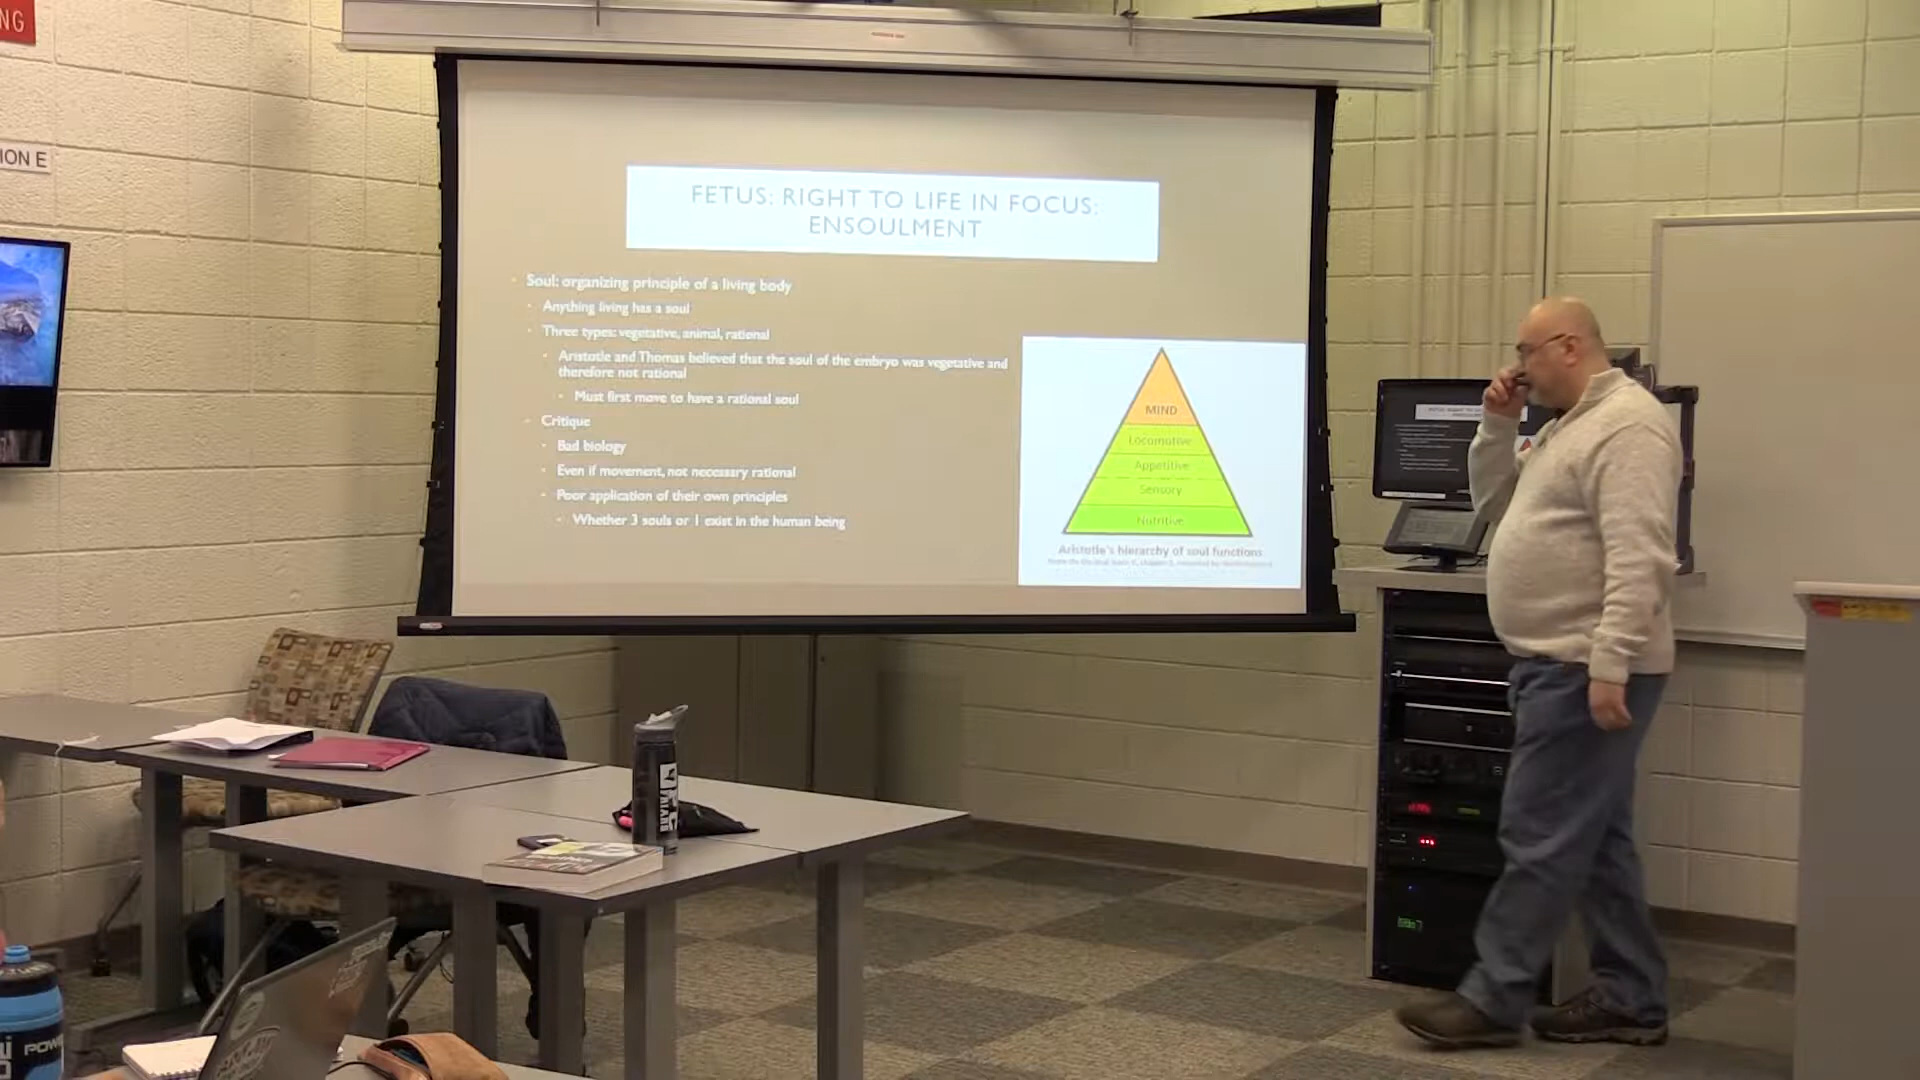 NG
ION E
FETUS: RIGHT TO LIFE IN FOCUS:
ENSOULMENT
Soul: organizing principle of a living body
Anything living has a soul
Three types: vegetative, animal, rational
Aristotle and Thomas believed that the soul of the embryo was vegetative and
therefore not rational
Must first move to have a rational soul
Critique
Bad biology
Even if movement, not necessary rational
Poor application of their own principles
Whether 3 souls or 1 exist in the human being
MIND
Locomotive
Appetitive
Sensory
Nutritive
Aristotle's hierarchy of soul functions
FRIARS
POWE